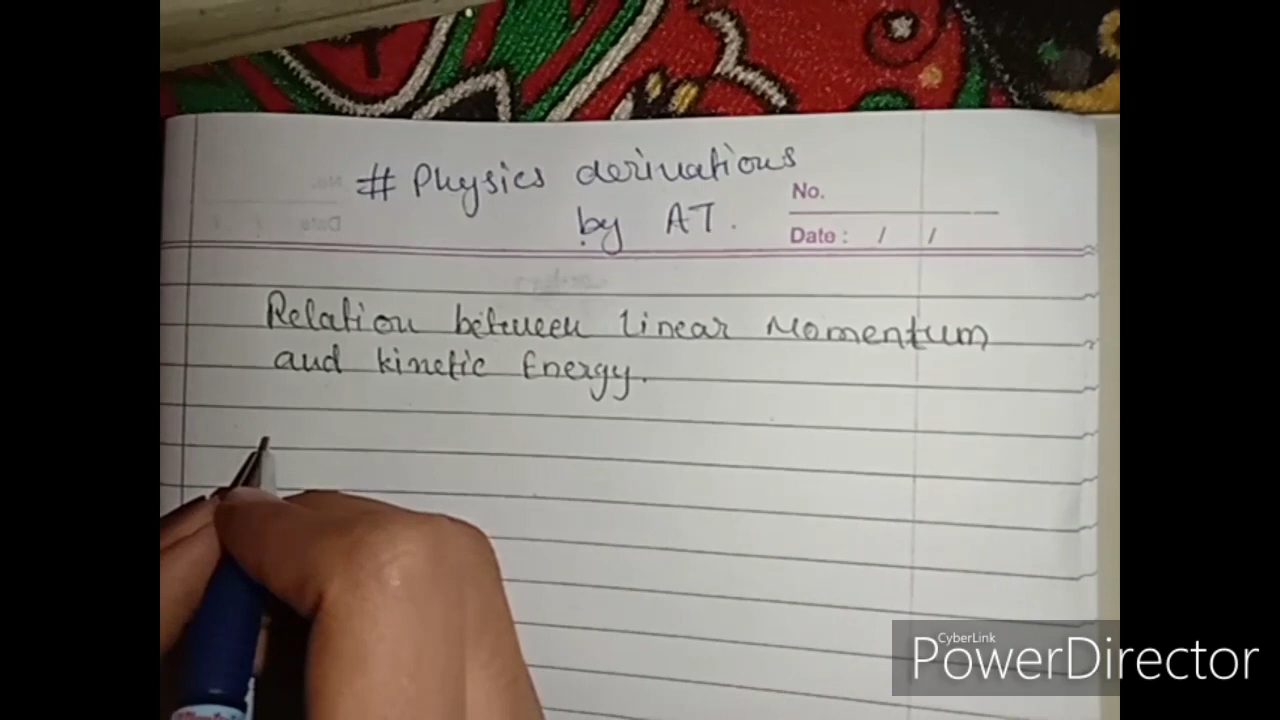 # Physics derivations
by AT.
No.
Date : / /
Relation between linear Momentum
and kinetic Energy.
CyberLink
PowerDirector